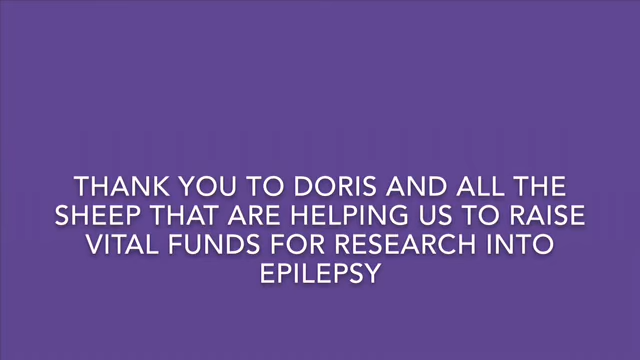 THANK YOU TO DORIS AND ALL THE
SHEEP THAT ARE HELPING US TO RAISE
VITAL FUNDS FOR RESEARCH INTO
EPILEPSY